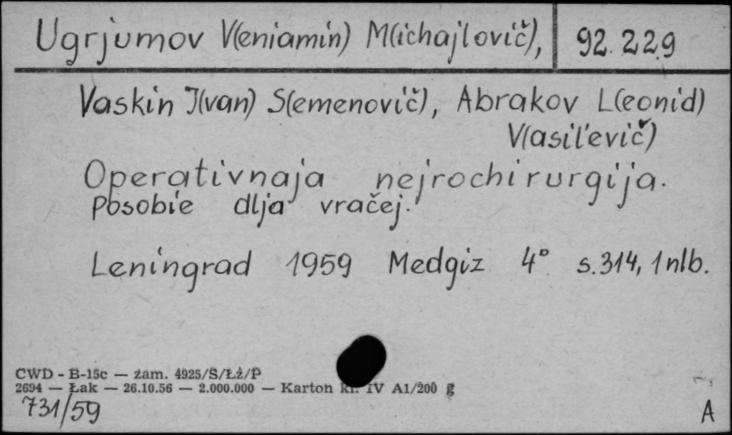 Ugrjumov V(eniamin) M(ichajlovič), 92.229
Vaskin J(van) S(emenovič), Abrakov L(eonid)
V(asil'evič)
Operativnaja nejrochirurgija.
Posobie dlja vračej.
Leningrad 1959 Medgiz 4° s.314, 1 nlb.
CWD - B-15c — zam. 4925/S/Łż/P
2694 — Łak — 26.10.56 — 2.000.000 — Karton kl. IV A1/200 g
731/59 A